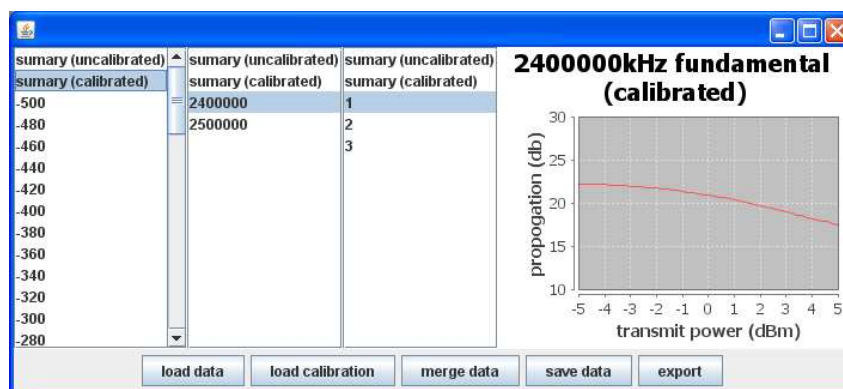 sumary (uncalibrated) sumary (uncalibrated) sumary (uncalibrated)
sumary (calibrated) sumary (calibrated) sumary (calibrated)
-500 2400000 1
-480 2500000 2
-460 3
-440
-420
-400
-380
-360
-340
-320
-300
-280
2400000kHz fundamental
(calibrated)
propogation (db)
30
25
20
15
10
-5 -4 -3 -2 -1 0 1 2 3 4 5
transmit power (dBm)
load data load calibration merge data save data export